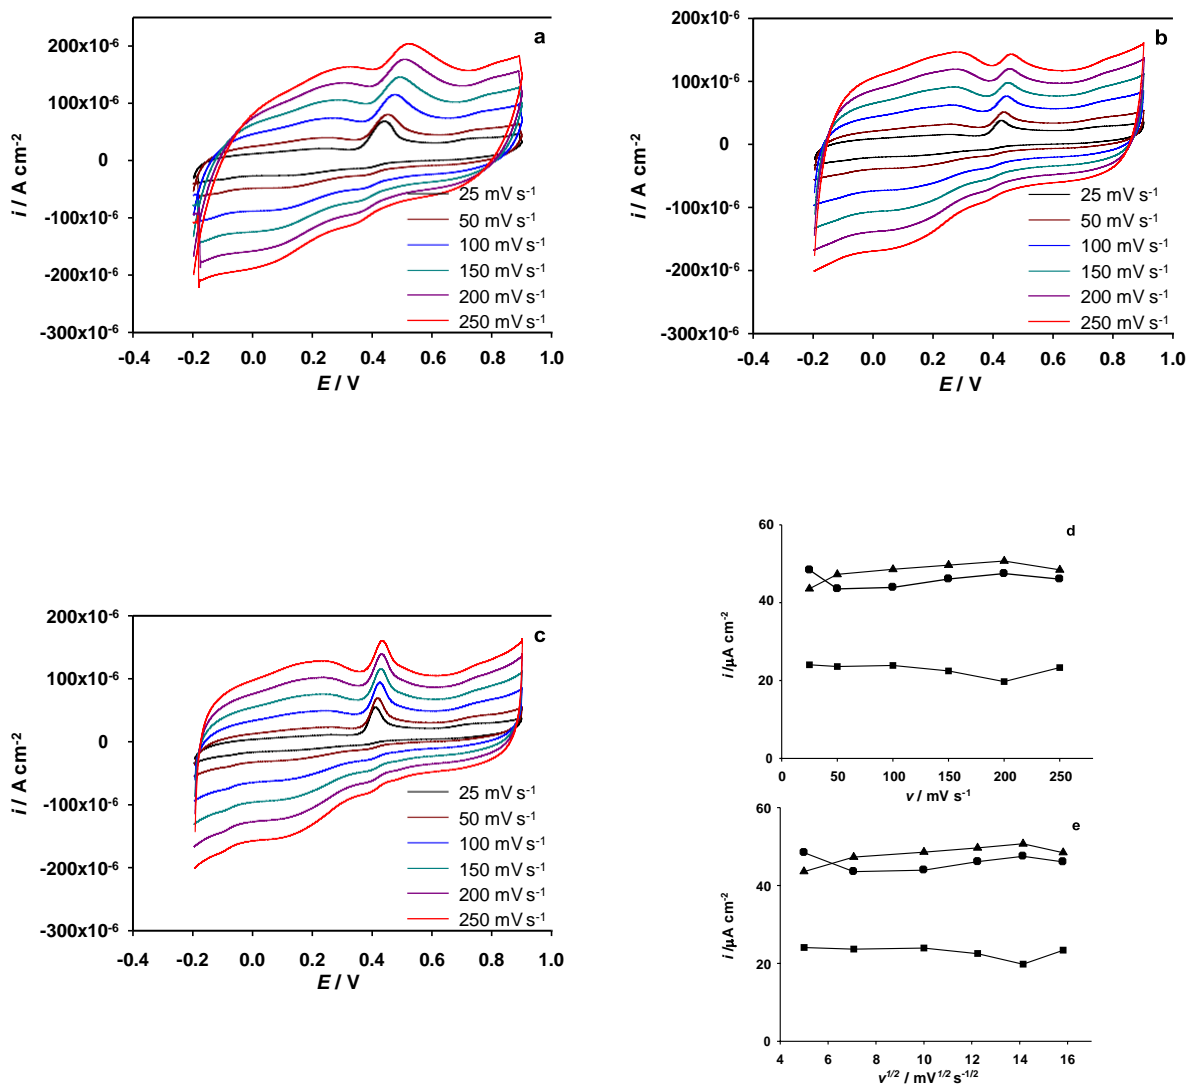 a
200x10-6
100x10-6
0
-100x10-6
-200x10-6
-300x10-6
i / A cm-2
25 mV s-1
50 mV s-1
100 mV s-1
150 mV s-1
200 mV s-1
250 mV s-1
-0.4 -0.2 0.0 0.2 0.4 0.6 0.8 1.0
E / V
b
200x10-6
100x10-6
0
-100x10-6
-200x10-6
-300x10-6
i / A cm-2
25 mV s-1
50 mV s-1
100 mV s-1
150 mV s-1
200 mV s-1
250 mV s-1
-0.4 -0.2 0.0 0.2 0.4 0.6 0.8 1.0
E / V
c
200x10-6
100x10-6
0
-100x10-6
-200x10-6
-300x10-6
i / A cm-2
25 mV s-1
50 mV s-1
100 mV s-1
150 mV s-1
200 mV s-1
250 mV s-1
-0.4 -0.2 0.0 0.2 0.4 0.6 0.8 1.0
E / V
d
60
40
20
0
i /µA cm-2
0 50 100 150 200 250
v / mV s-1
e
60
40
20
0
i /µA cm-2
4 6 8 10 12 14 16
v1/2 / mV1/2 s-1/2